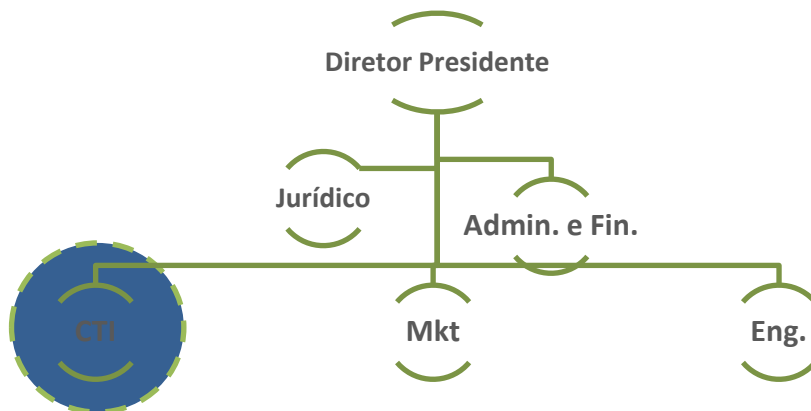 Diretor Presidente
Jurídico
Admin. e Fin.
CTI
Mkt
Eng.